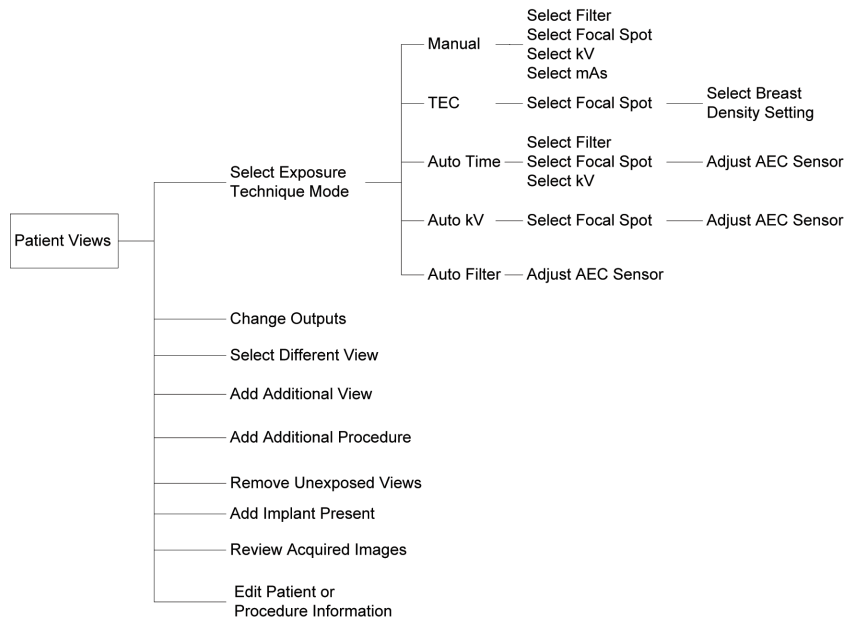 Patient Views
Select Exposure
Technique Mode
Manual
Select Filter
Select Focal Spot
Select kV
Select mAs
TEC
Select Focal Spot
Select Breast
Density Setting
Auto Time
Select Filter
Select Focal Spot
Select kV
Adjust AEC Sensor
Auto kV
Select Focal Spot
Adjust AEC Sensor
Auto Filter
Adjust AEC Sensor
Change Outputs
Select Different View
Add Additional View
Add Additional Procedure
Remove Unexposed Views
Add Implant Present
Review Acquired Images
Edit Patient or
Procedure Information